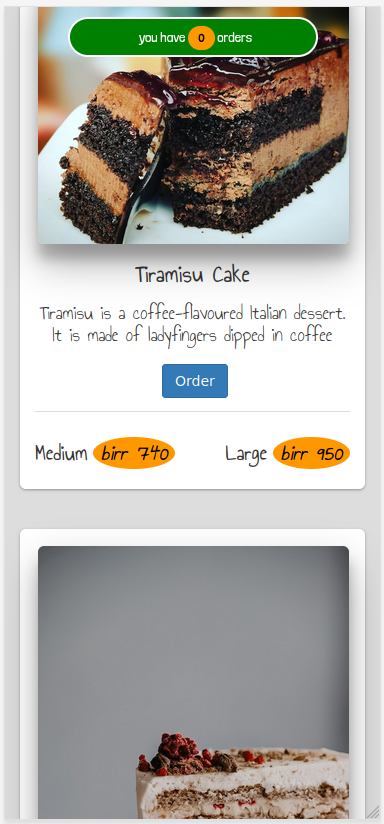 you have 0 orders
Tiramisu Cake
Tiramisu is a coffee-flavoured Italian dessert.
It is made of ladyfingers dipped in coffee
Order
Medium birr 740 Large birr 950